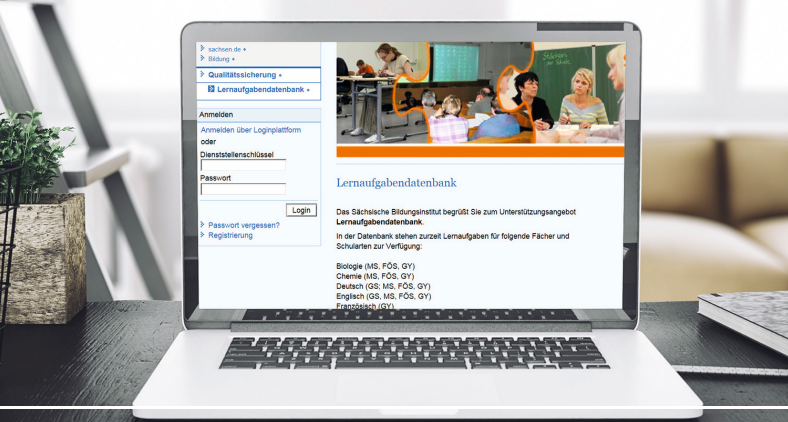 sachsen.de
Bildung
Qualitätssicherung
Lernaufgabendatenbank
Anmelden
Anmelden über Loginplattform
oder
Dienststellenschlüssel
Passwort
Login
Passwort vergessen?
Registrierung
Lernaufgabendatenbank
Das Sächsische Bildungsinstitut begrüßt Sie zum Unterstützungsangebot
Lernaufgabendatenbank.
In der Datenbank stehen zurzeit Lernaufgaben für folgende Fächer und
Schularten zur Verfügung:
Biologie (MS, FÖS, GY)
Chemie (MS, FÖS, GY)
Deutsch (GS; MS, FÖS, GY)
Englisch (GS, MS, FÖS, GY)
Französisch (GY)